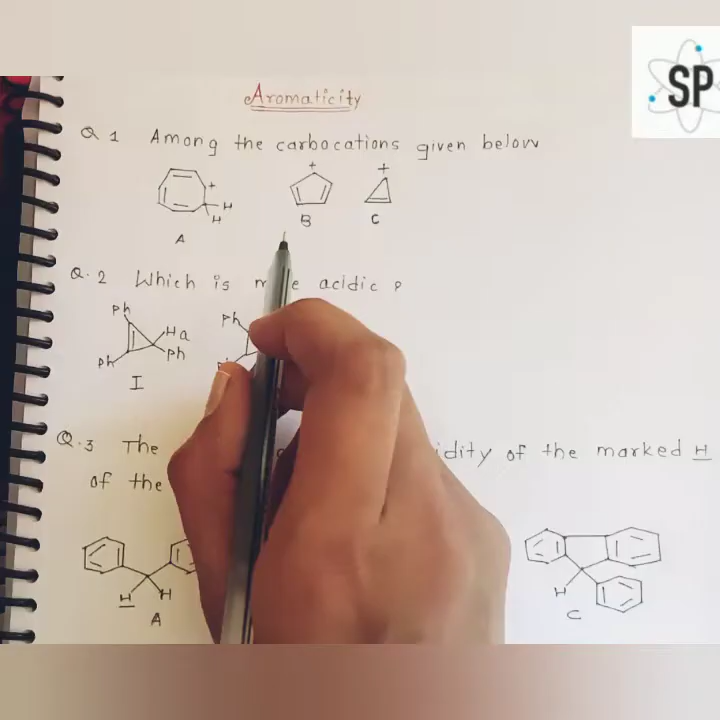 SP
Aromaticity
Q 1 Among the carbocations given below
+ + +
H
H
A B C
Q.2 Which is acidic
Ph Ph
Ha
Ph Ph
I
Q.3 The idity of the marked H
of the
H H H
A C